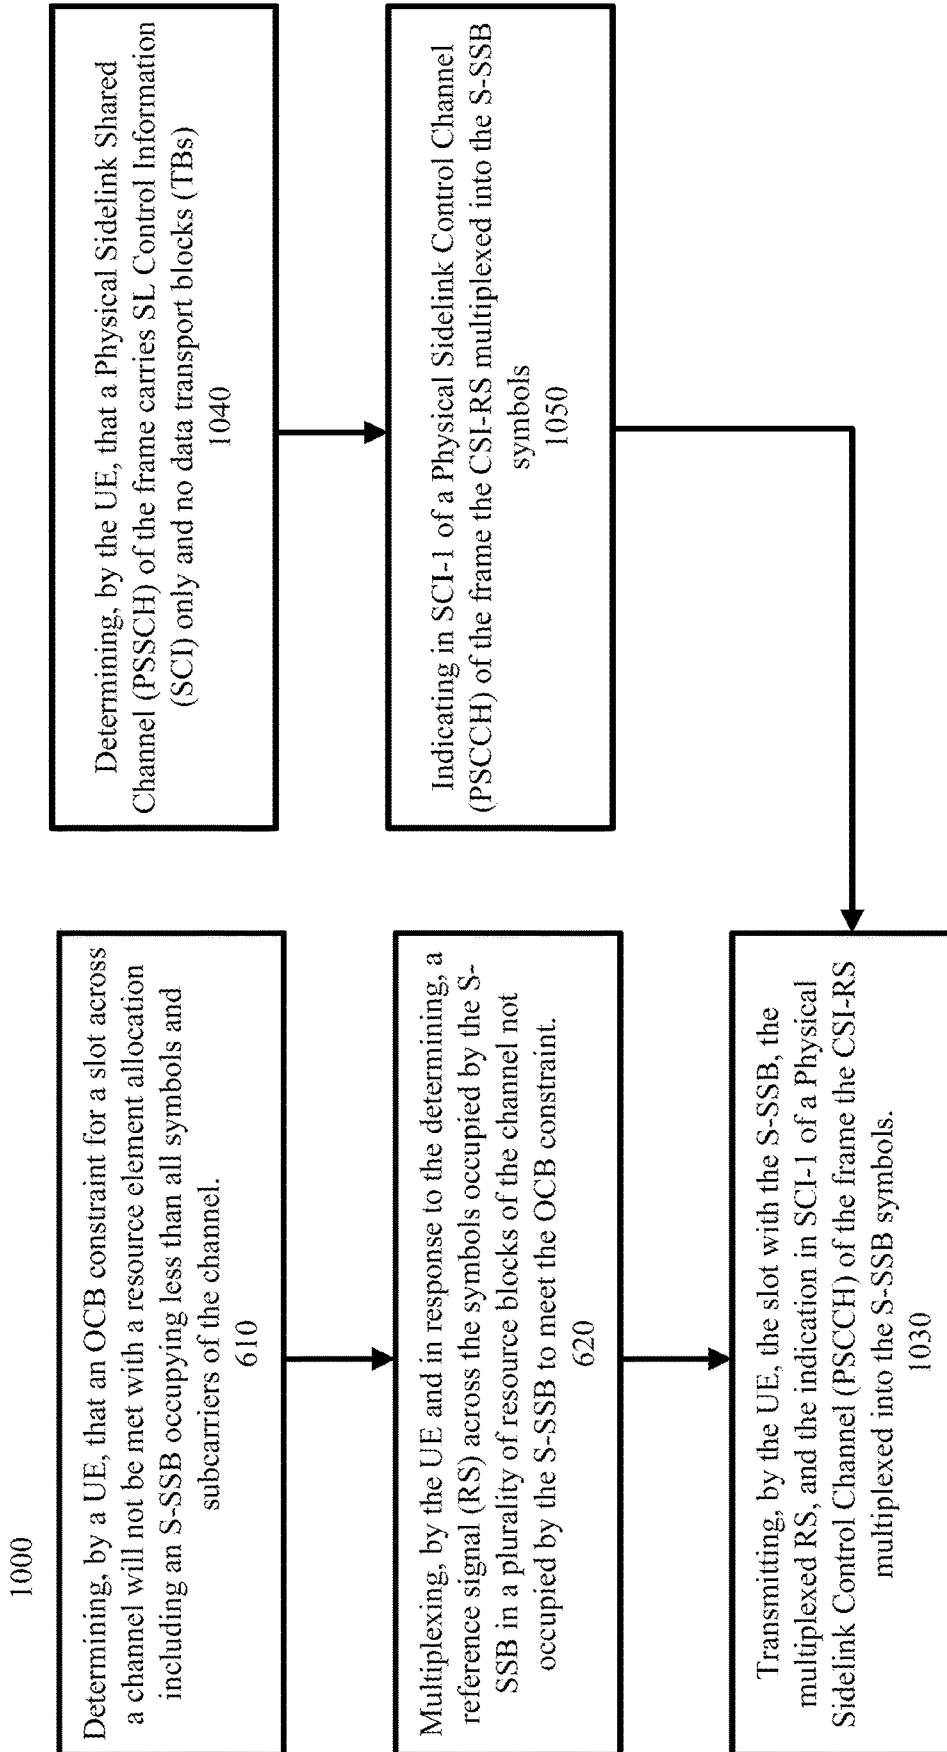 1000
Determining, by a UE, that an OCB constraint for a slot across
a channel will not be met with a resource element allocation
including an S-SSB occupying less than all symbols and
subcarriers of the channel.
610
Multiplexing, by the UE and in response to the determining, a
reference signal (RS) across the symbols occupied by the S-
SSB in a plurality of resource blocks of the channel not
occupied by the S-SSB to meet the OCB constraint.
620
Transmitting, by the UE, the slot with the S-SSB, the
multiplexed RS, and the indication in SCI-1 of a Physical
Sidelink Control Channel (PSCCH) of the frame the CSI-RS
multiplexed into the S-SSB symbols.
1030
Determining, by the UE, that a Physical Sidelink Shared
Channel (PSSCH) of the frame carries SL Control Information
(SCI) only and no data transport blocks (TBs)
1040
Indicating in SCI-1 of a Physical Sidelink Control Channel
(PSCCH) of the frame the CSI-RS multiplexed into the S-SSB
symbols
1050